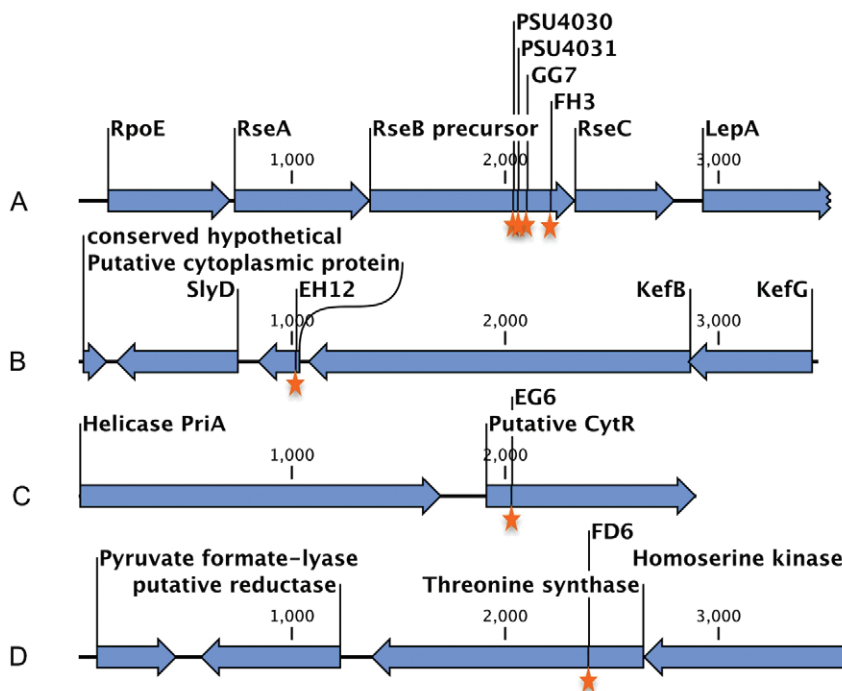 PSU4030
PSU4031
GG7
FH3
RpoE RseA RseB precursor RseC LepA
1,000 2,000 3,000
A
conserved hypothetical
Putative cytoplasmic protein
SlyD EH12 KefB KefG
1,000 2,000 3,000
B
EG6
Helicase PriA Putative CytR
1,000 2,000
C
FD6
Pyruvate formate-lyase Homoserine kinase
putative reductase Threonine synthase
1,000 2,000 3,000
D